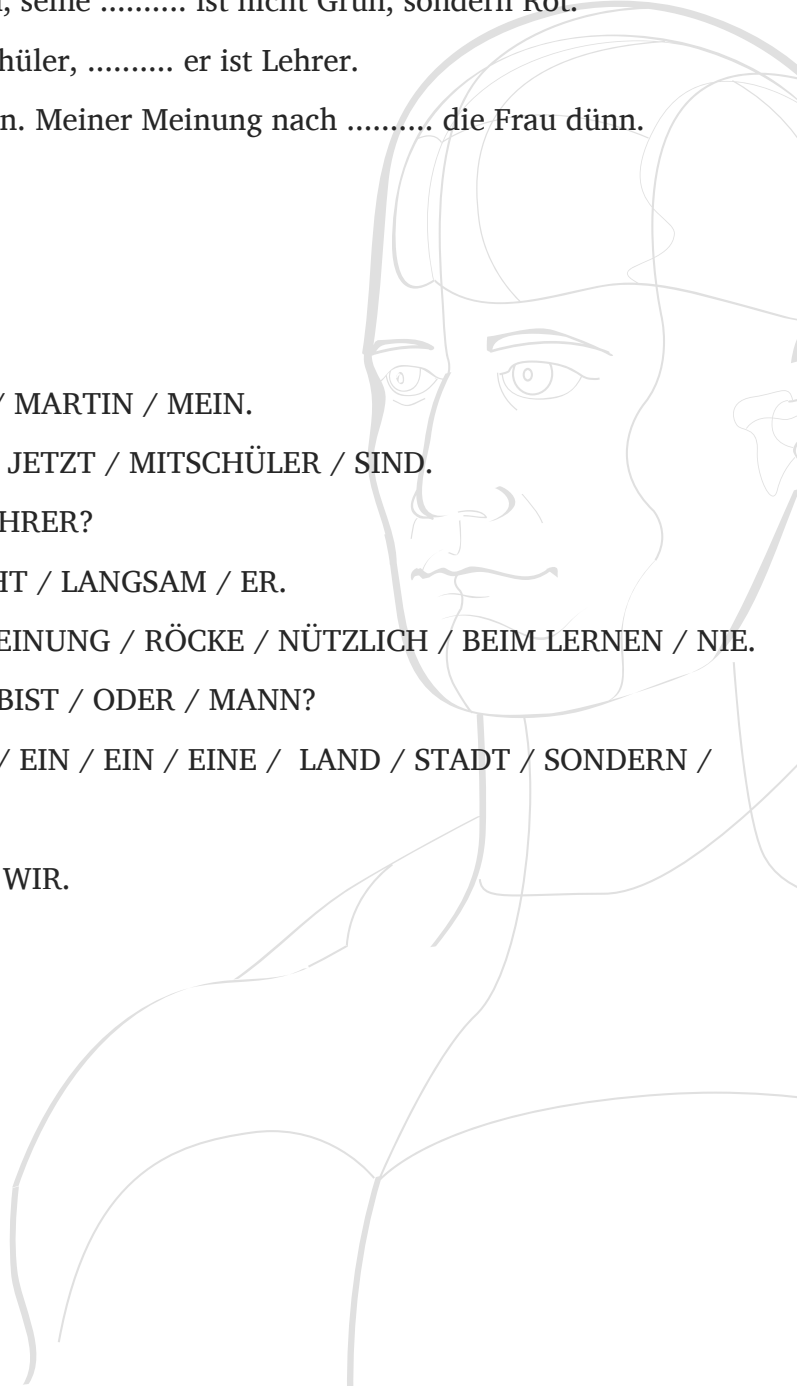 , seine .......... ist nicht Grün, sondern Rot.
hüler, .......... er ist Lehrer.
n. Meiner Meinung nach .......... die Frau dünn.
/ MARTIN / MEIN.
JETZT / MITSCHÜLER / SIND.
HRER?
HT / LANGSAM / ER.
EINUNG / RÖCKE / NÜTZLICH / BEIM LERNEN / NIE.
BIST / ODER / MANN?
/ EIN / EIN / EINE / LAND / STADT / SONDERN /
WIR.